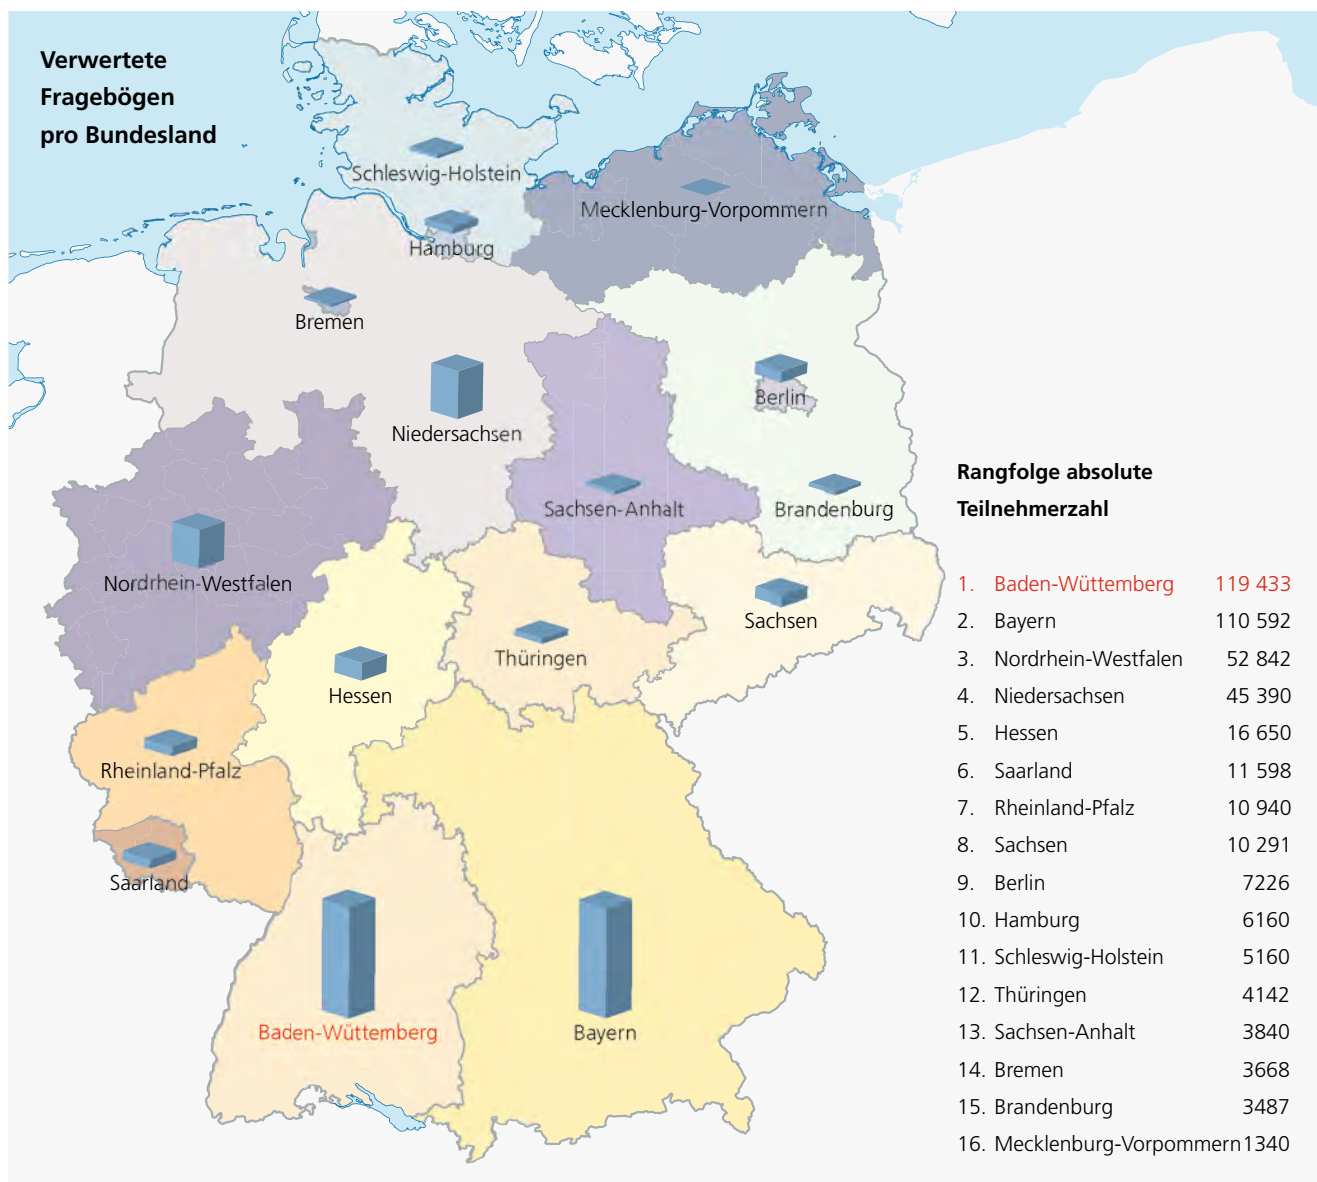 Verwertete
Fragebögen
pro Bundesland
Schleswig-Holstein
Mecklenburg-Vorpommern
Hamburg
Bremen
Berlin
Niedersachsen
Sachsen-Anhalt
Brandenburg
Nordrhein-Westfalen
Sachsen
Thüringen
Hessen
Rheinland-Pfalz
Saarland
Baden-Wüttemberg
Bayern
Rangfolge absolute
Teilnehmerzahl
1. Baden-Wüttemberg 119 433
2. Bayern 110 592
3. Nordrhein-Westfalen 52 842
4. Niedersachsen 45 390
5. Hessen 16 650
6. Saarland 11 598
7. Rheinland-Pfalz 10 940
8. Sachsen 10 291
9. Berlin 7226
10. Hamburg 6160
11. Schleswig-Holstein 5160
12. Thüringen 4142
13. Sachsen-Anhalt 3840
14. Bremen 3668
15. Brandenburg 3487
16. Mecklenburg-Vorpommern 1340